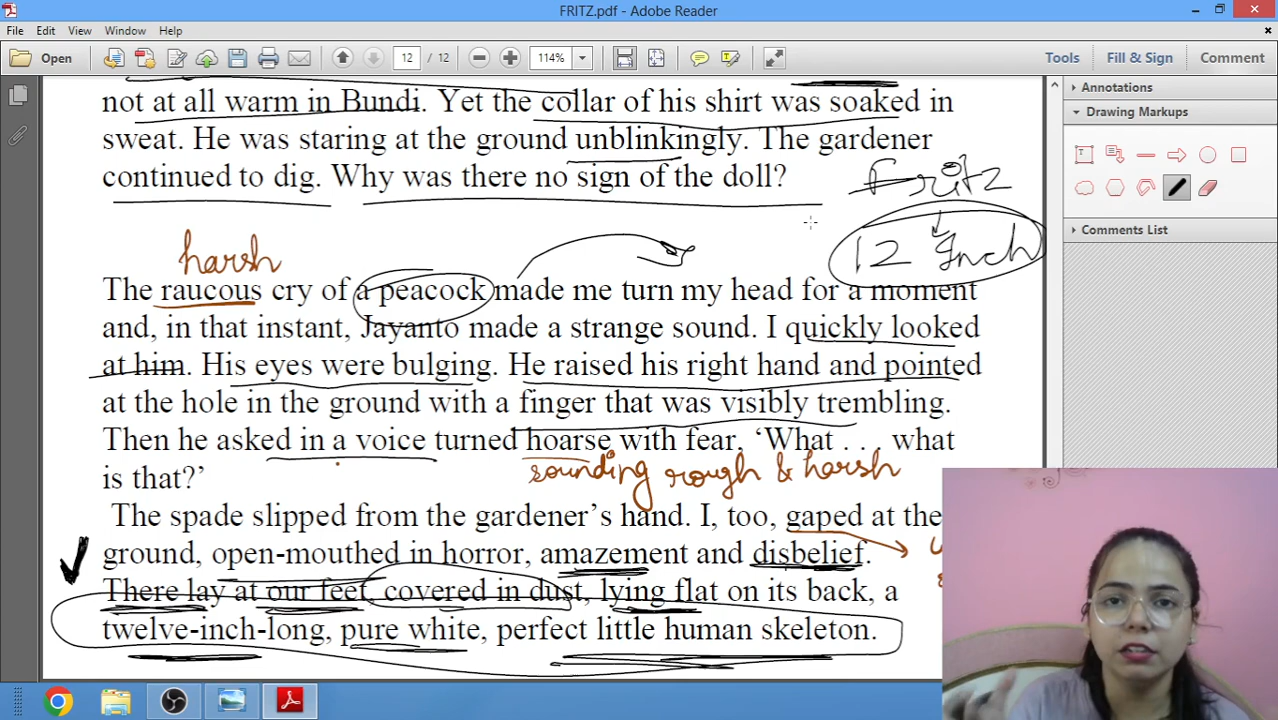 FRITZ.pdf - Adobe Reader
File Edit View Window Help
Open 12 / 12 114% Tools Fill & Sign Comment
Annotations
Drawing Markups
Comments List
not at all warm in Bundi. Yet the collar of his shirt was soaked in
sweat. He was staring at the ground unblinkingly. The gardener
continued to dig. Why was there no sign of the doll?
Fritz
12 Inch
harsh
The raucous cry of a peacock made me turn my head for a moment
and, in that instant, Jayanto made a strange sound. I quickly looked
at him. His eyes were bulging. He raised his right hand and pointed
at the hole in the ground with a finger that was visibly trembling.
Then he asked in a voice turned hoarse with fear, ‘What . . . what
is that?’
sounding rough & harsh
The spade slipped from the gardener’s hand. I, too, gaped at the
ground, open-mouthed in horror, amazement and disbelief.
There lay at our feet, covered in dust, lying flat on its back, a
twelve-inch-long, pure white, perfect little human skeleton.